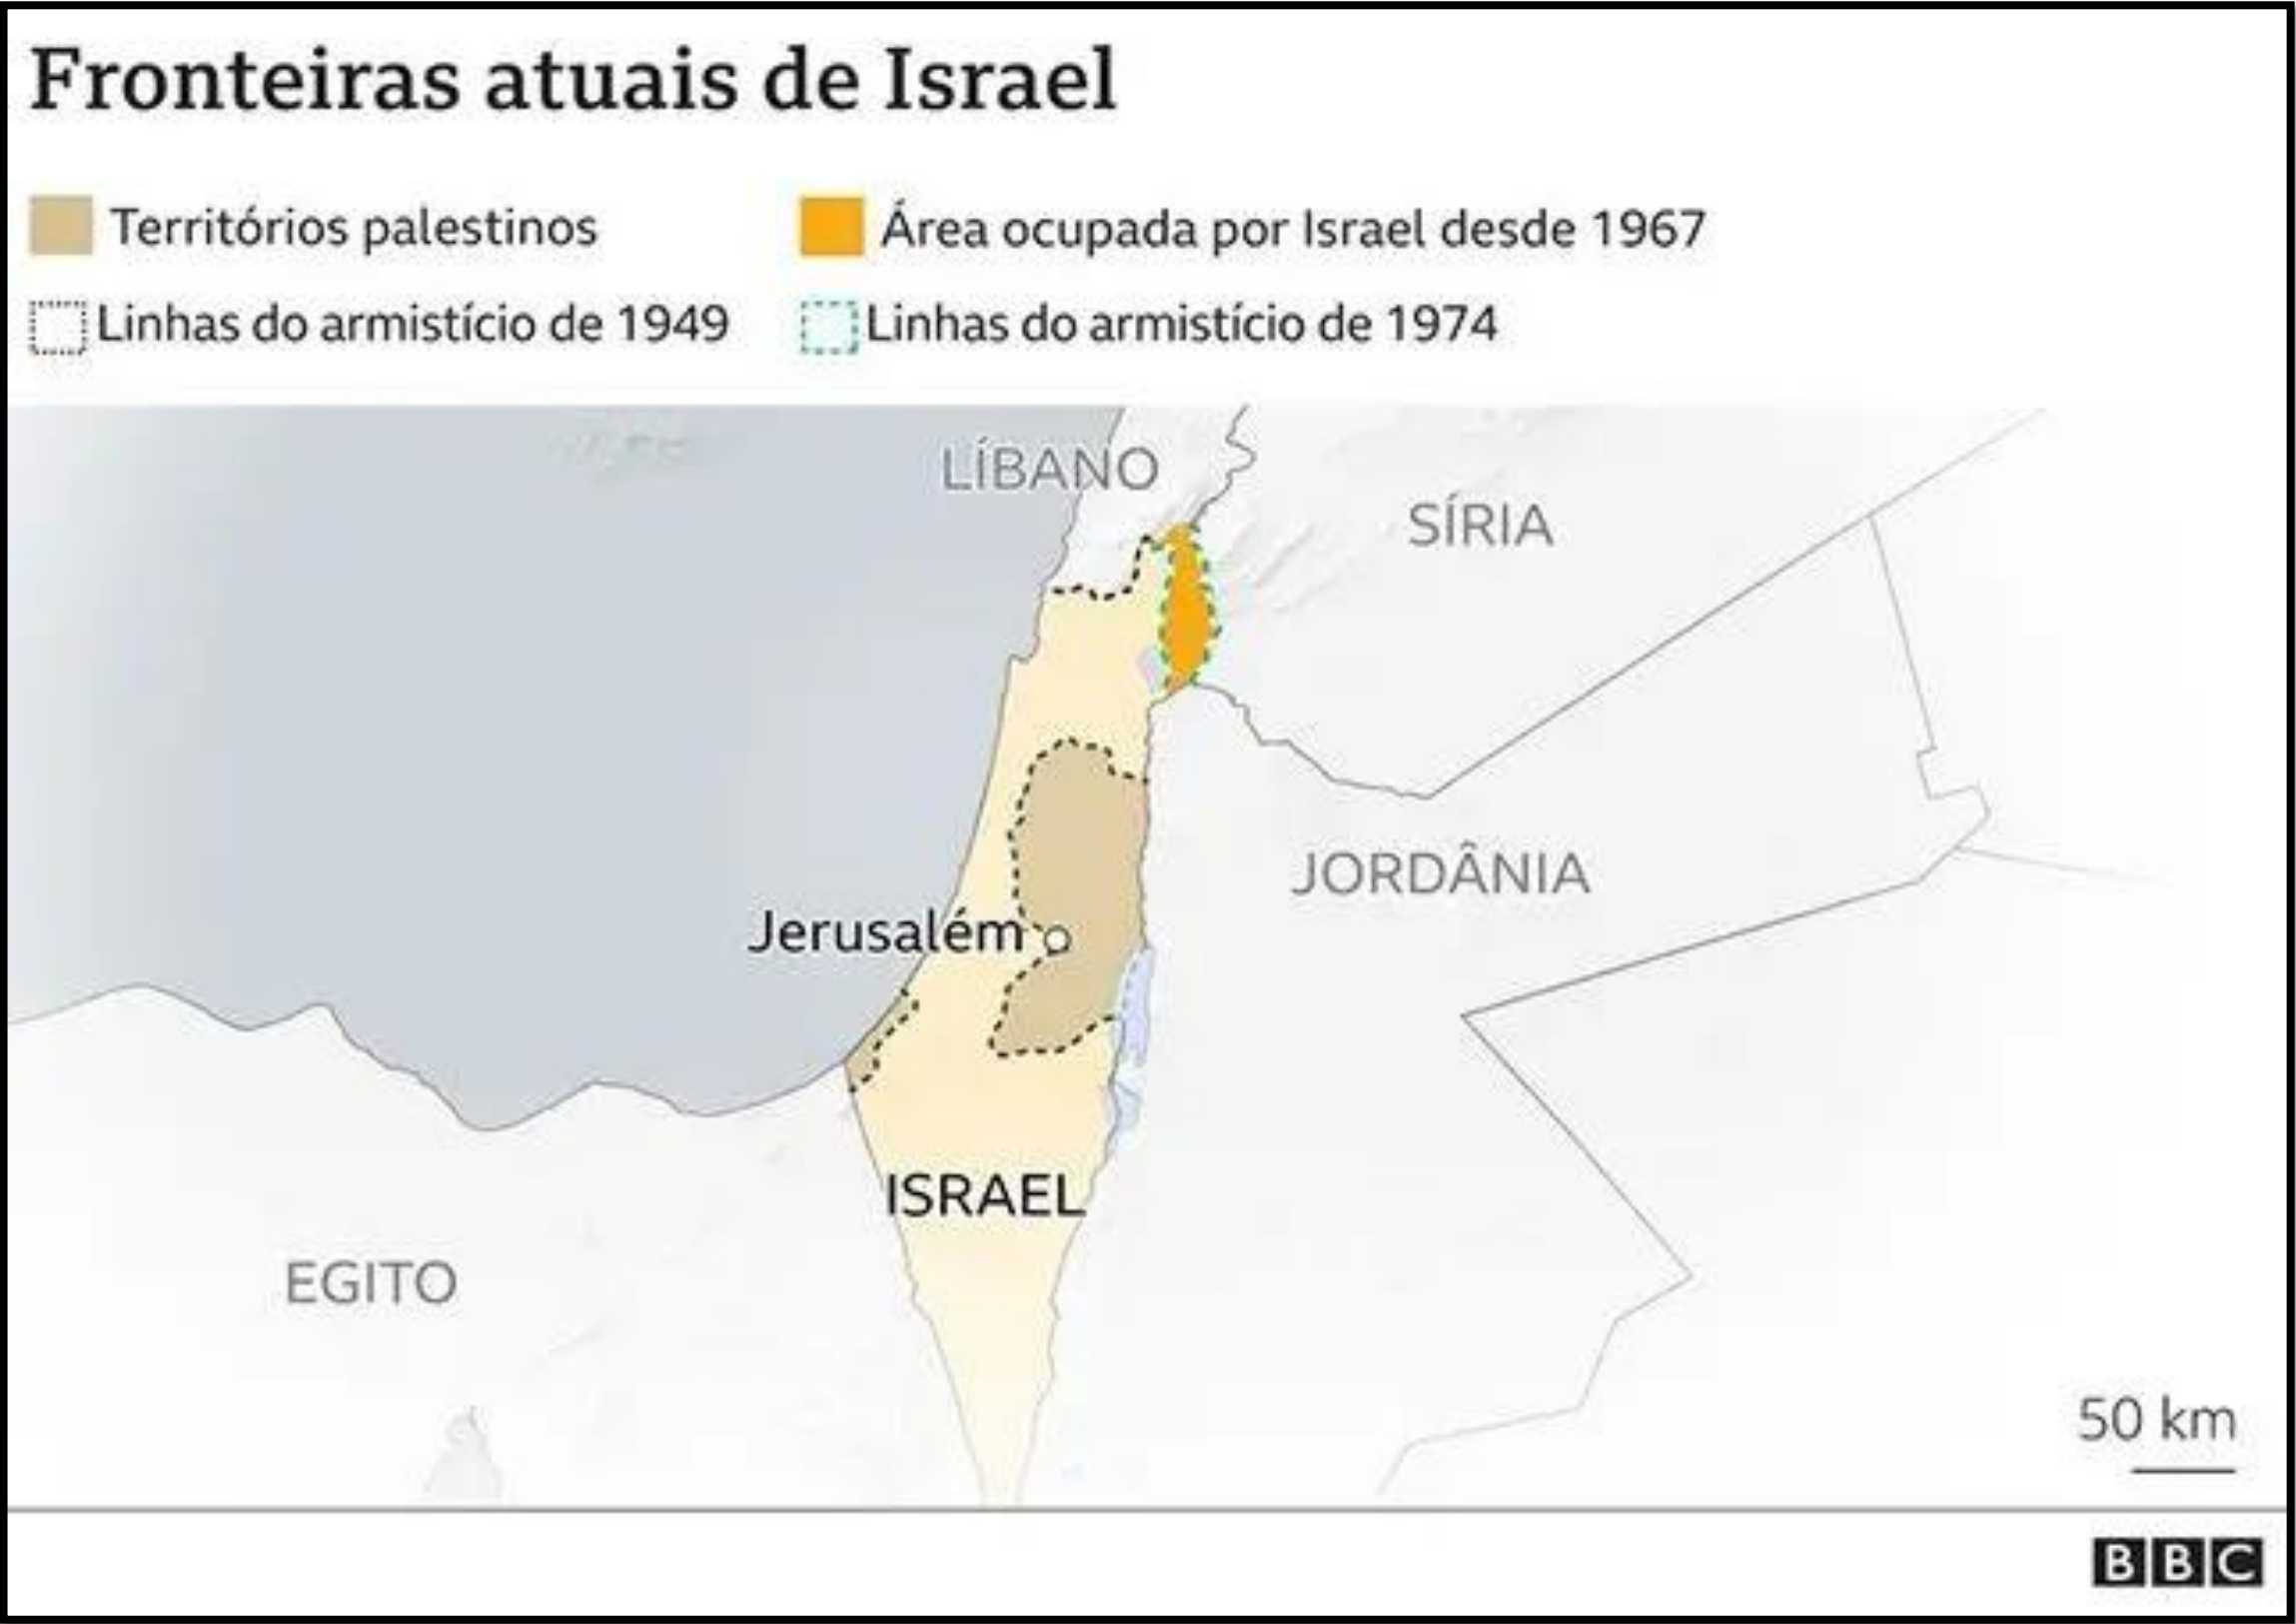 Fronteiras atuais de Israel
Territórios palestinos
Área ocupada por Israel desde 1967
Linhas do armistício de 1949
Linhas do armistício de 1974
LÍBANO
SÍRIA
JORDÂNIA
Jerusalém
ISRAEL
EGITO
50 km
BBC